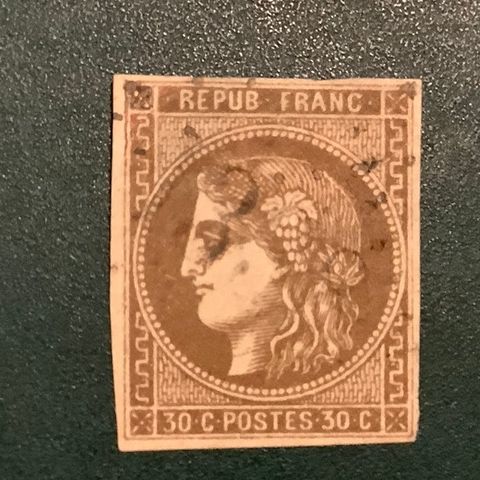 REPUB · FRANC ·
30 · C · POSTES · 30 · C